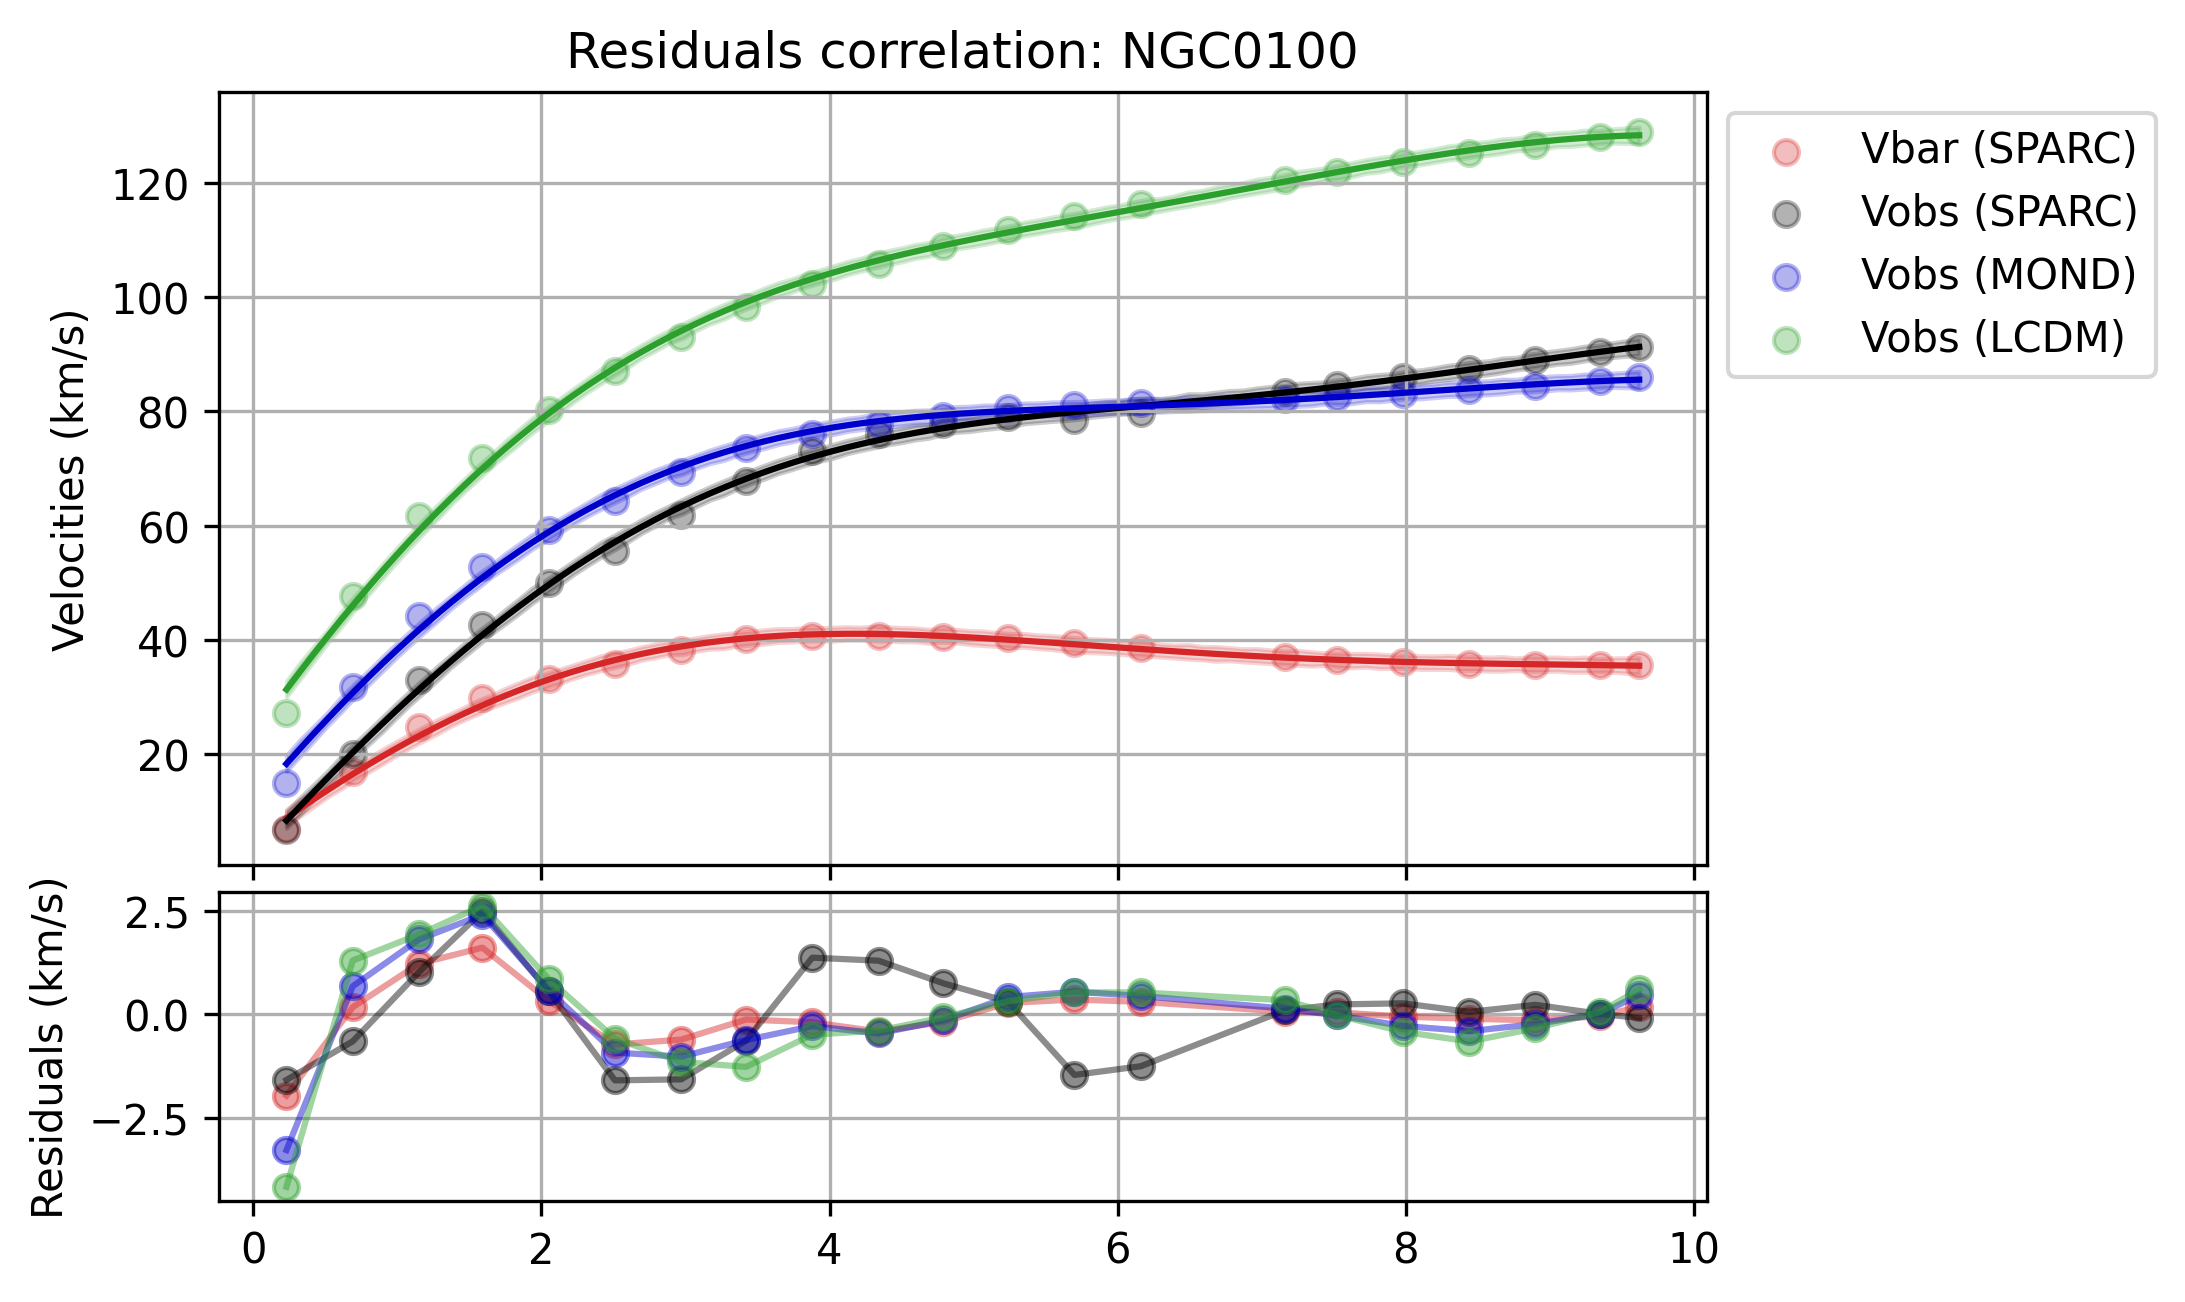 Residuals correlation: NGC0100
Velocities (km/s)
120
100
80
60
40
20
Vbar (SPARC)
Vobs (SPARC)
Vobs (MOND)
Vobs (LCDM)
Residuals (km/s)
2.5
0.0
−2.5
0 2 4 6 8 10